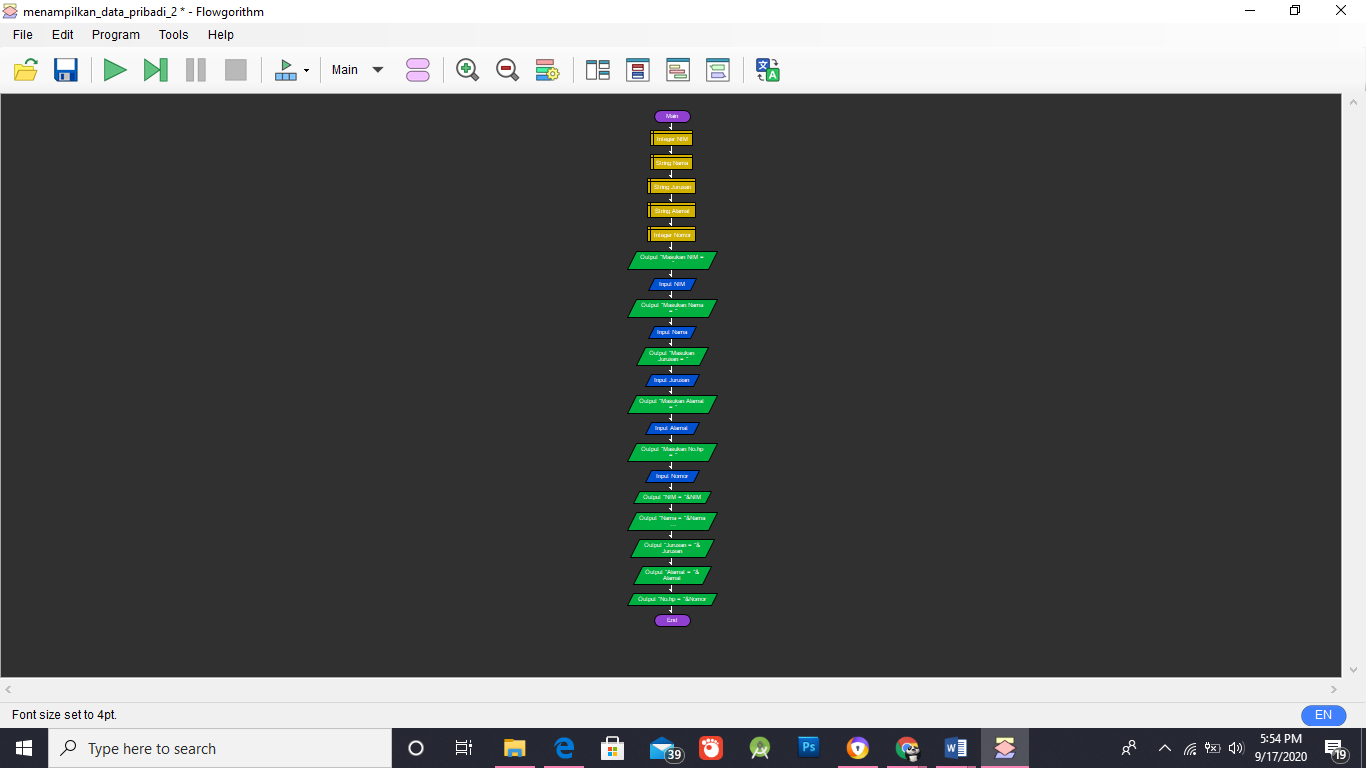 menampilkan_data_pribadi_2 * - Flowgorithm
File Edit Program Tools Help
Main
Main
Integer NIM
String Nama
String Jurusan
String Alamat
Integer Nomor
Output "Masukan NIM =
"
Input NIM
Output "Masukan Nama
= "
Input Nama
Output "Masukan
Jurusan = "
Input Jurusan
Output "Masukan Alamat
= "
Input Alamat
Output "Masukan No.hp
= "
Input Nomor
Output "NIM = "&NIM
Output "Nama = "&Nama
...
Output "Jurusan = "&
Jurusan
Output "Alamat = "&
Alamat
Output "No.hp = "&Nomor
End
Font size set to 4pt.
EN
Type here to search
39
Ps
5:54 PM
9/17/2020
19